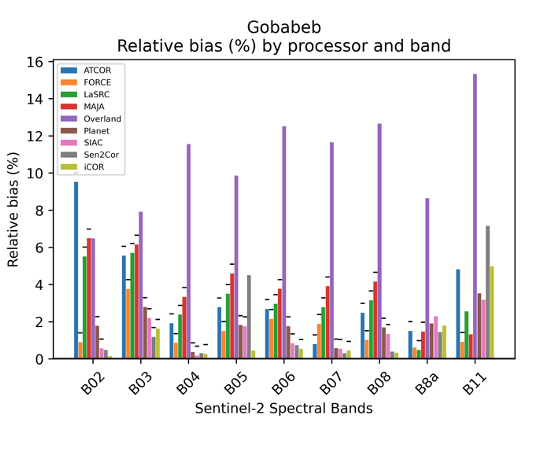 Gobabeb
Relative bias (%) by processor and band
Relative bias (%)
16
14
12
10
8
6
4
2
0
ATCOR
FORCE
LaSRC
MAJA
Overland
Planet
SIAC
Sen2Cor
iCOR
B02 B03 B04 B05 B06 B07 B08 B8a B11
Sentinel-2 Spectral Bands